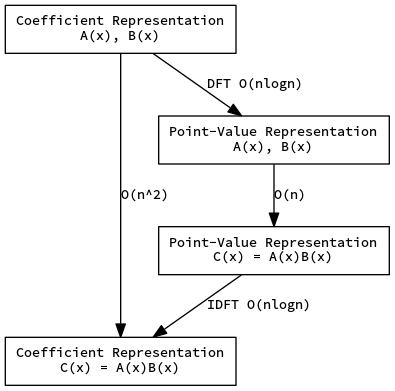 Coefficient Representation
A(x), B(x)
DFT O(nlogn)
Point-Value Representation
A(x), B(x)
O(n^2)
O(n)
Point-Value Representation
C(x) = A(x)B(x)
IDFT O(nlogn)
Coefficient Representation
C(x) = A(x)B(x)